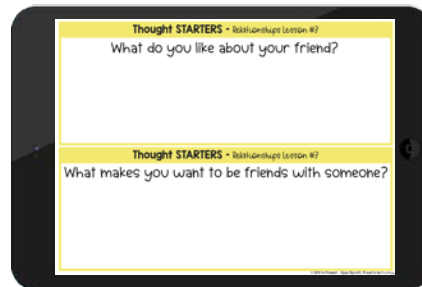 Thought STARTERS - Relationships Lesson #7
What do you like about your friend?
Thought STARTERS - Relationships Lesson #7
What makes you want to be friends with someone?